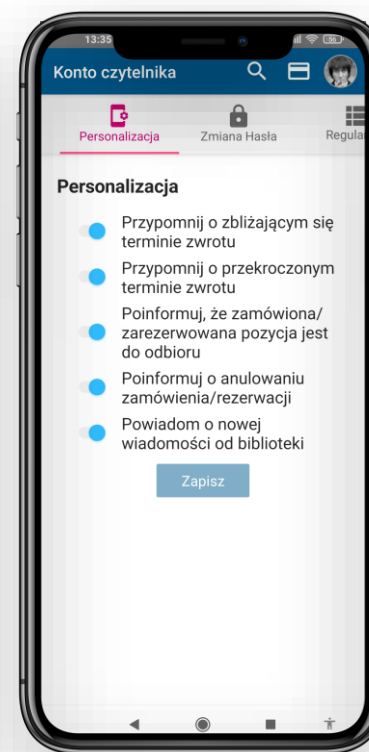 13:35
56
Konto czytelnika
Personalizacja
Zmiana Hasła
Regula
Personalizacja
Przypomnij o zbliżającym się
terminie zwrotu
Przypomnij o przekroczonym
terminie zwrotu
Poinformuj, że zamówiona/
zarezerwowana pozycja jest
do odbioru
Poinformuj o anulowaniu
zamówienia/rezerwacji
Powiadom o nowej
wiadomości od biblioteki
Zapisz